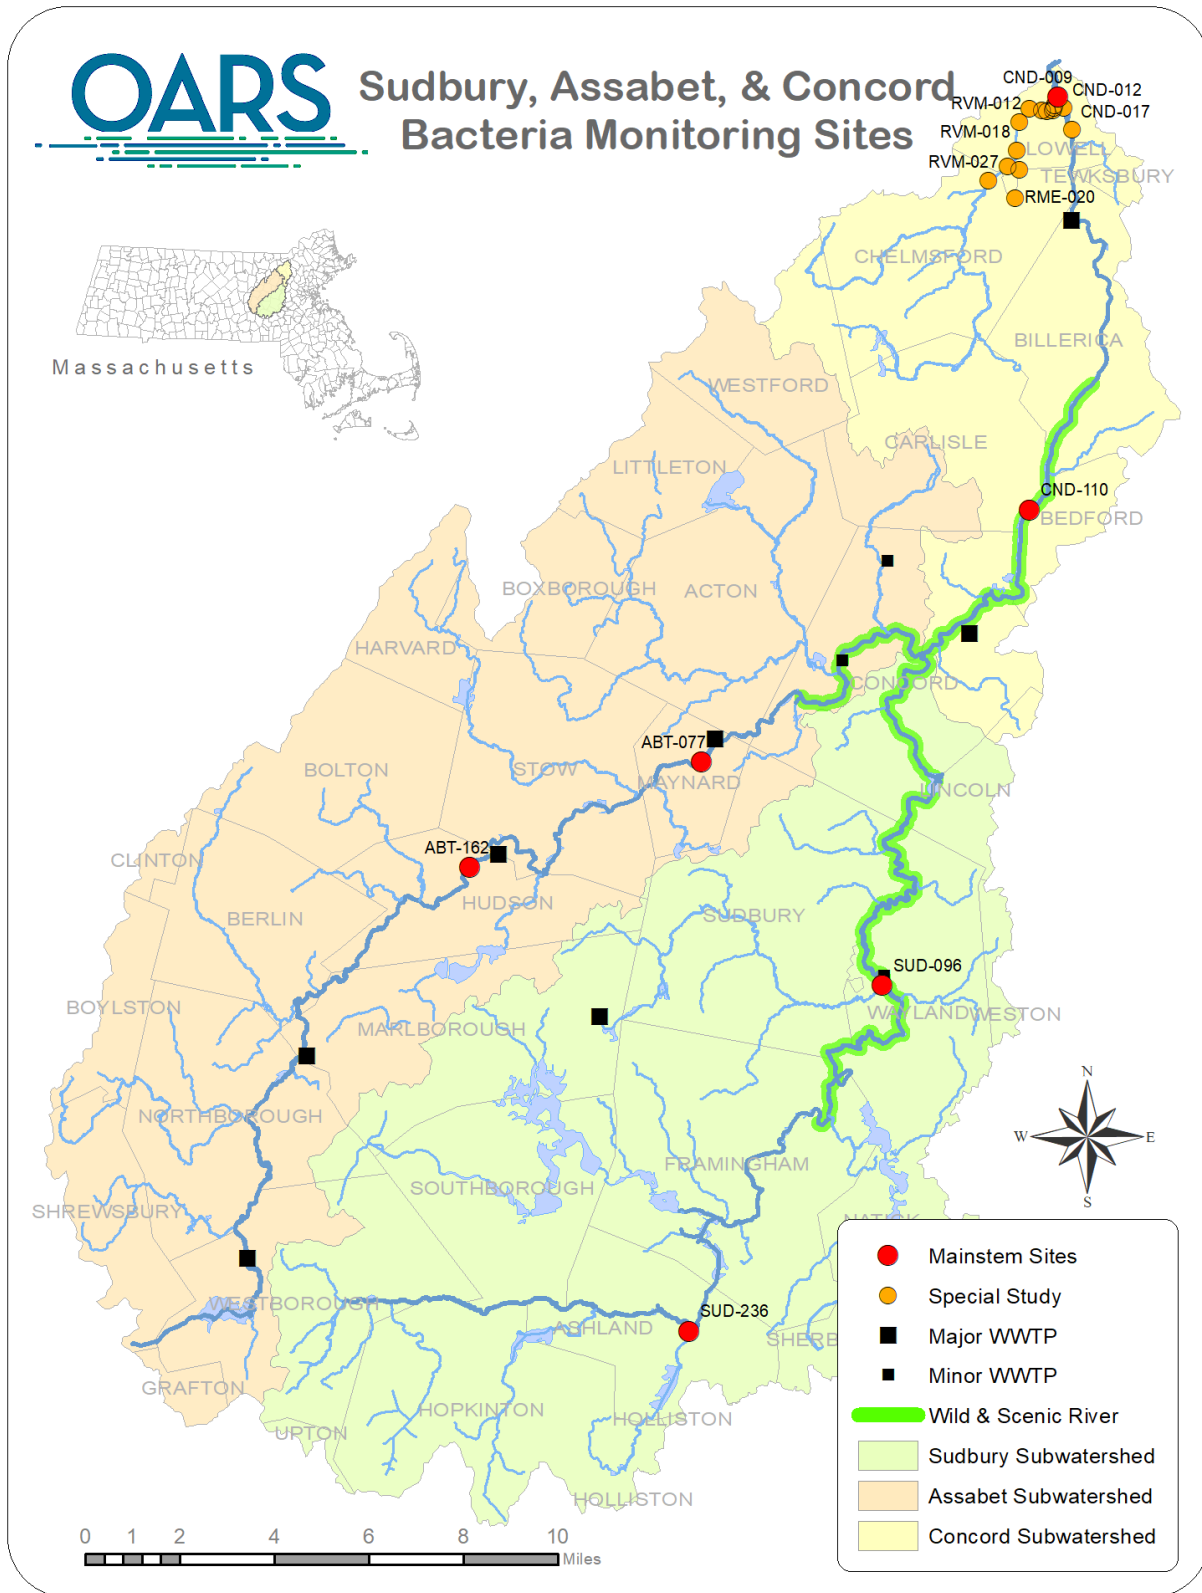 OARS
Sudbury, Assabet, & Concord
Bacteria Monitoring Sites
CND-009
CND-012
RVM-012
CND-017
RVM-018
LOWELL
RVM-027
TEWKSBURY
RME-020
CHELMSFORD
Massachusetts
BILLERICA
WESTFORD
CARLISLE
LITTLETON
CND-110
BEDFORD
BOXBOROUGH
ACTON
HARVARD
CONCORD
ABT-077
BOLTON
STOW
MAYNARD
LINCOLN
ABT-162
CLINTON
HUDSON
BERLIN
SUDBURY
SUD-096
BOYLSTON
WAYLAND
WESTON
MARLBOROUGH
N
NORTHBOROUGH
W
E
FRAMINGHAM
SOUTHBOROUGH
S
SHREWSBURY
NATICK
Mainstem Sites
Special Study
WESTBOROUGH
SUD-236
ASHLAND
SHERB
Major WWTP
Minor WWTP
GRAFTON
HOPKINTON
HOLLISTON
Wild & Scenic River
UPTON
Sudbury Subwatershed
HOLLISTON
Assabet Subwatershed
Concord Subwatershed
0 1 2 4 6 8 10
Miles